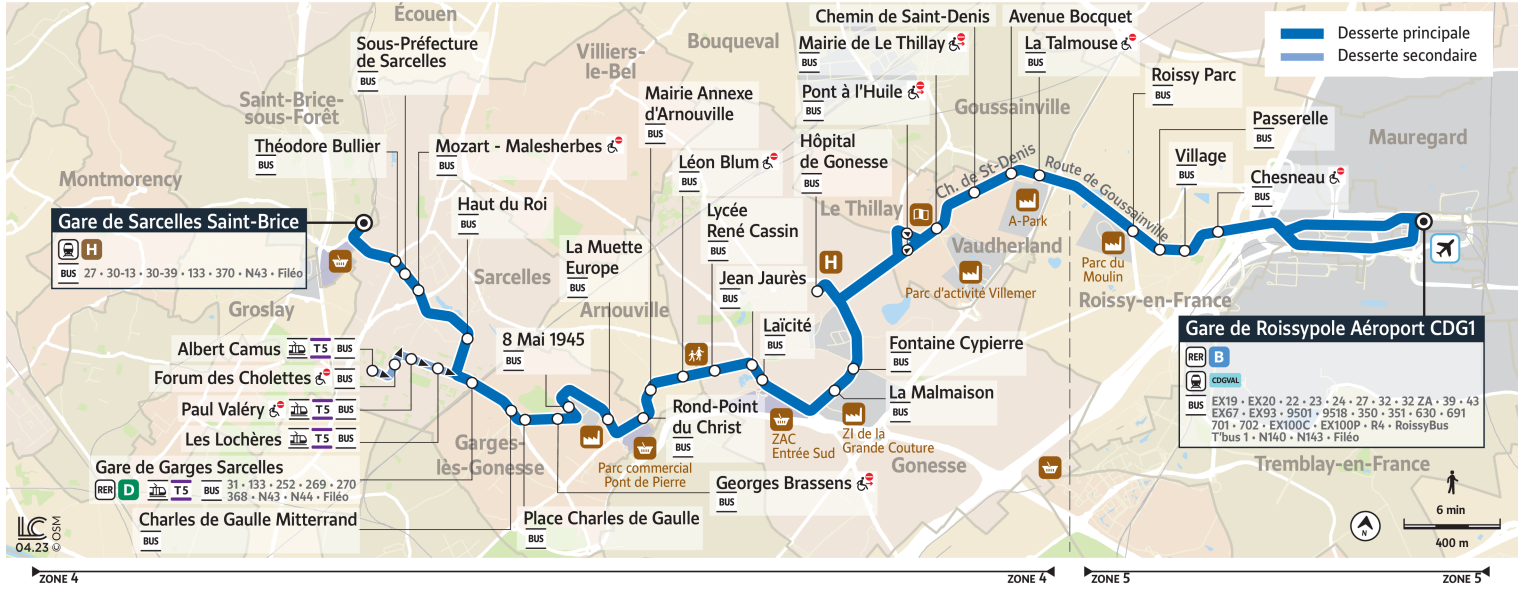 Écouen
Chemin de Saint-Denis
Avenue Bocquet
Desserte principale
Desserte secondaire
Sous-Préfecture
de Sarcelles
BUS
Villiers-
le-Bel
Bouqueval
Mairie de Le Thillay
BUS
La Talmouse
BUS
Roissy Parc
BUS
Saint-Brice-
sous-Forêt
Mairie Annexe
d'Arnouville
BUS
Pont à l'Huile
BUS
Goussainville
Passerelle
BUS
Mauregard
Théodore Bullier
BUS
Mozart - Malesherbes
BUS
Léon Blum
BUS
Hôpital
de Gonesse
BUS
Ch. de St-Denis
Route de Goussainville
Village
BUS
Chesneau
BUS
Montmorency
Haut du Roi
BUS
Lycée
René Cassin
BUS
Le Thillay
A-Park
Gare de Sarcelles Saint-Brice
H
BUS 27 • 30-13 • 30-39 • 133 • 370 • N43 • Filéo
La Muette
Europe
BUS
Sarcelles
Jean Jaurès
BUS
H
Vaudherland
Parc d'activité Villemer
Parc du
Moulin
Roissy-en-France
Groslay
Arnouville
Laïcité
BUS
8 Mai 1945
BUS
Fontaine Cypierre
BUS
Gare de Roissypole Aéroport CDG1
RER B
CDGVAL
BUS
EX19 • EX20 • 22 • 23 • 24 • 27 • 32 • 32 ZA • 39 • 43
EX67 • EX93 • 9501 • 9518 • 350 • 351 • 630 • 691
701 • 702 • EX100C • EX100P • R4 • RoissyBus
T'bus 1 • N140 • N143 • Filéo
Albert Camus T5 BUS
Forum des Cholettes BUS
Paul Valéry T5 BUS
Les Lochères T5 BUS
La Malmaison
BUS
Rond-Point
du Christ
BUS
ZAC
Entrée Sud
ZI de la
Grande Couture
Garges-
lès-Gonesse
Parc commercial
Pont de Pierre
Gonesse
Tremblay-en-France
Gare de Garges Sarcelles
RER D T5 BUS
31 • 133 • 252 • 269 • 270
368 • N43 • N44 • Filéo
Georges Brassens
BUS
Charles de Gaulle Mitterrand
BUS
Place Charles de Gaulle
BUS
LC
04.23 © OSM
N
6 min
400 m
ZONE 4
ZONE 4
ZONE 5
ZONE 5